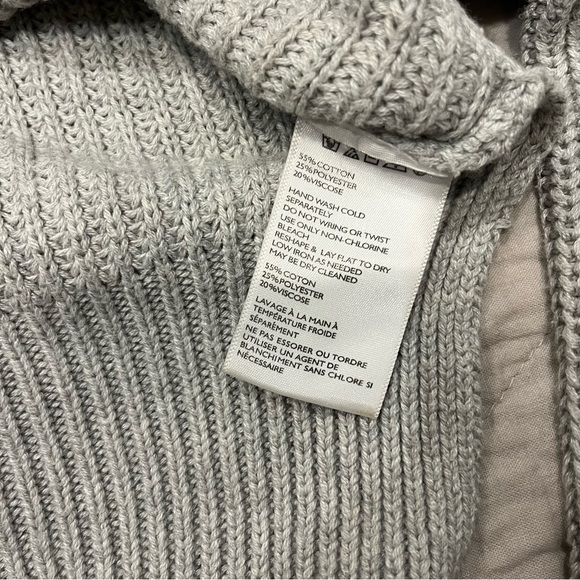 55%COTTON
25%POLYESTER
20%VISCOSE
HAND WASH COLD
SEPARATELY
DO NOT WRING OR TWIST
USE ONLY NON-CHLORINE
BLEACH
RESHAPE & LAY FLAT TO DRY
LOW IRON AS NEEDED
MAY BE DRY CLEANED
55%COTON
25%POLYESTER
20%VISCOSE
LAVAGE À LA MAIN À
TEMPÉRATURE FROIDE
SÉPARÉMENT
NE PAS ESSORER OU TORDRE
UTILISER UN AGENT DE
BLANCHIMENT SANS CHLORE SI
NÉCESSAIRE